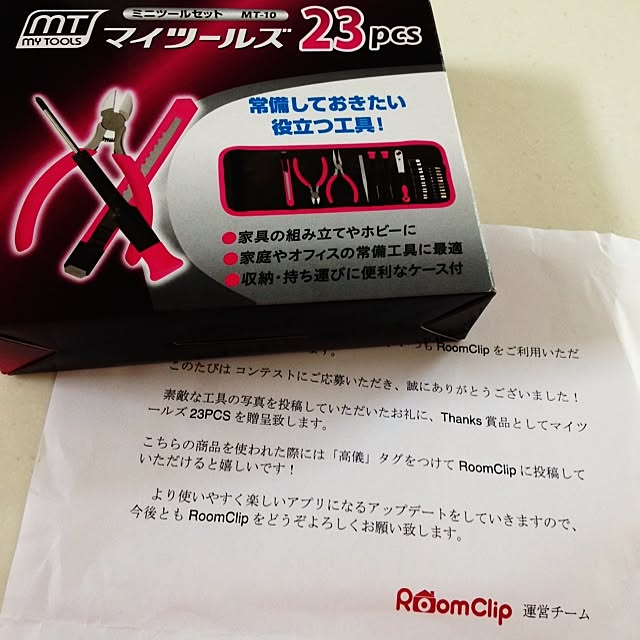 MT
MY TOOLS
ミニツールセット MT-10
マイツールズ 23pcs
常備しておきたい
役立つ工具!
●家具の組み立てやホビーに
●家庭やオフィスの常備工具に最適
●収納・持ち運びに便利なケース付
も RoomClip をご利用いただ
ます。
このたびは コンテストにご応募いただき、誠にありがとうございました!
素敵な工具の写真を投稿していただいたお礼に、Thanks 賞品としてマイツ
ールズ 23PCS を贈呈致します。
こちらの商品を使われた際には「高儀」タグをつけて RoomClip に投稿して
いただけると嬉しいです!
より使いやすく楽しいアプリになるアップデートをしていきますので、
今後とも RoomClip をどうぞよろしくお願い致します。
RoomClip 運営チーム